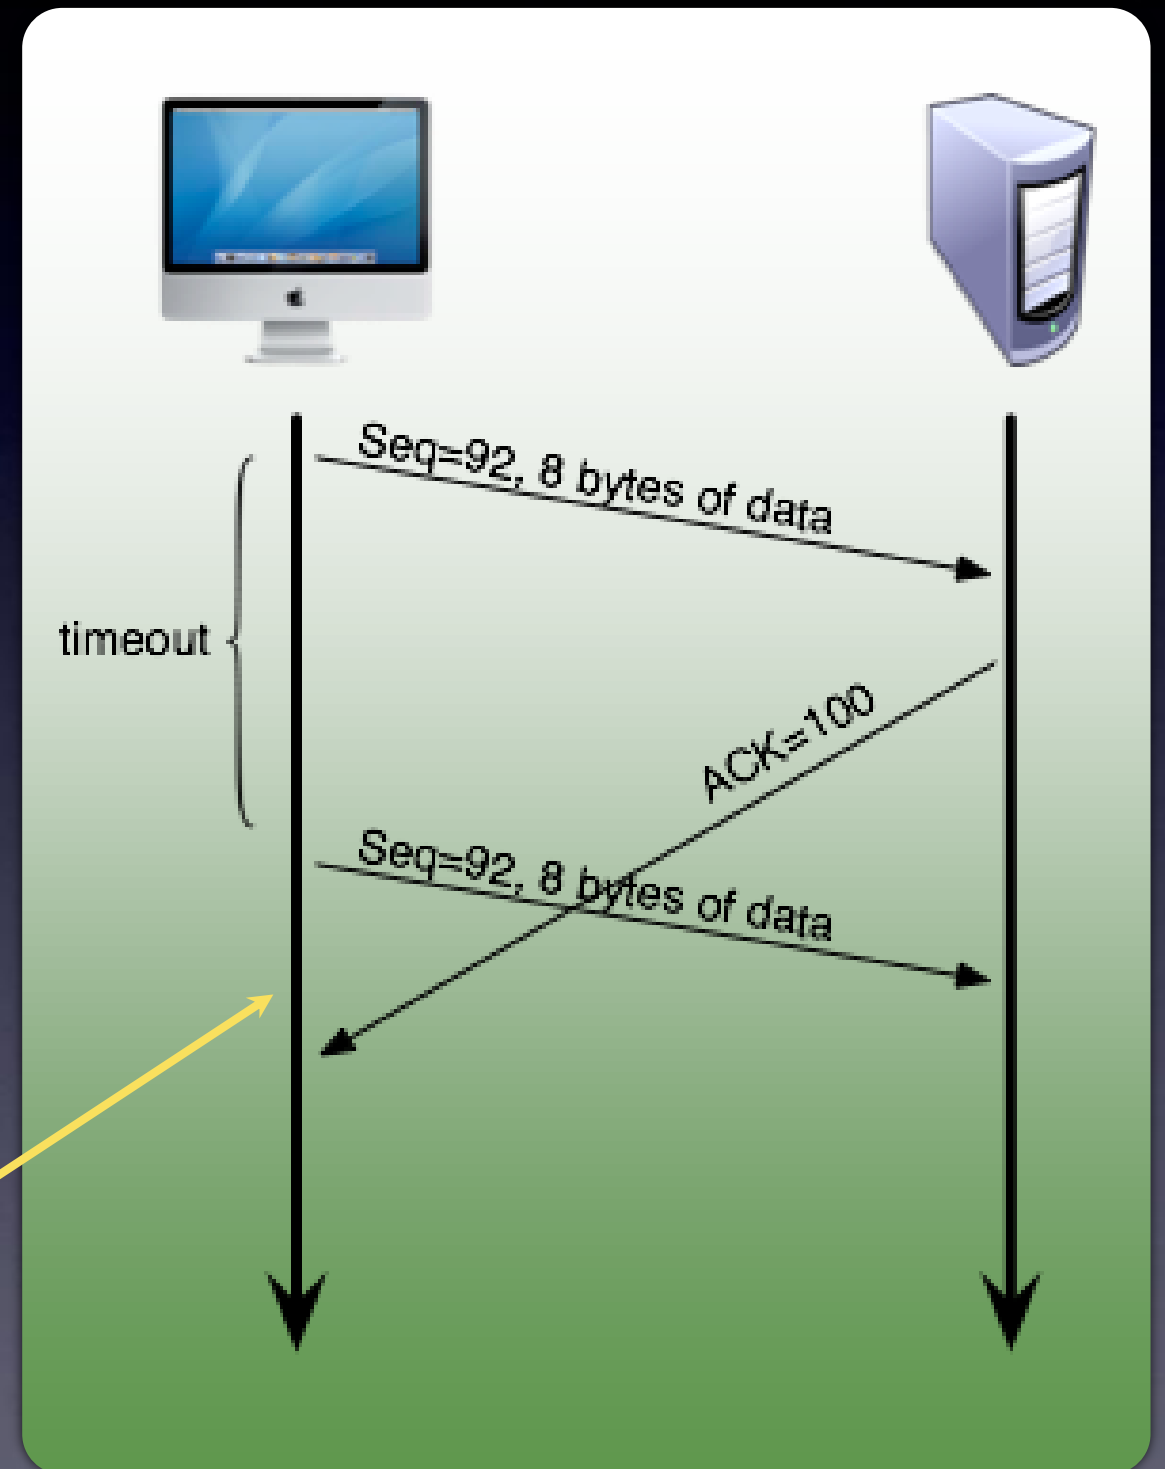 Seq=92, 8 bytes of data
timeout
ACK=100
Seq=92, 8 bytes of data